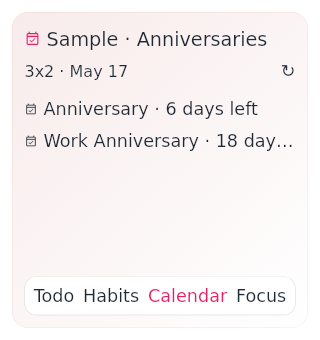 Sample · Anniversaries
3x2 · May 17 ↻
Anniversary · 6 days left
Work Anniversary · 18 day…
Todo Habits Calendar Focus